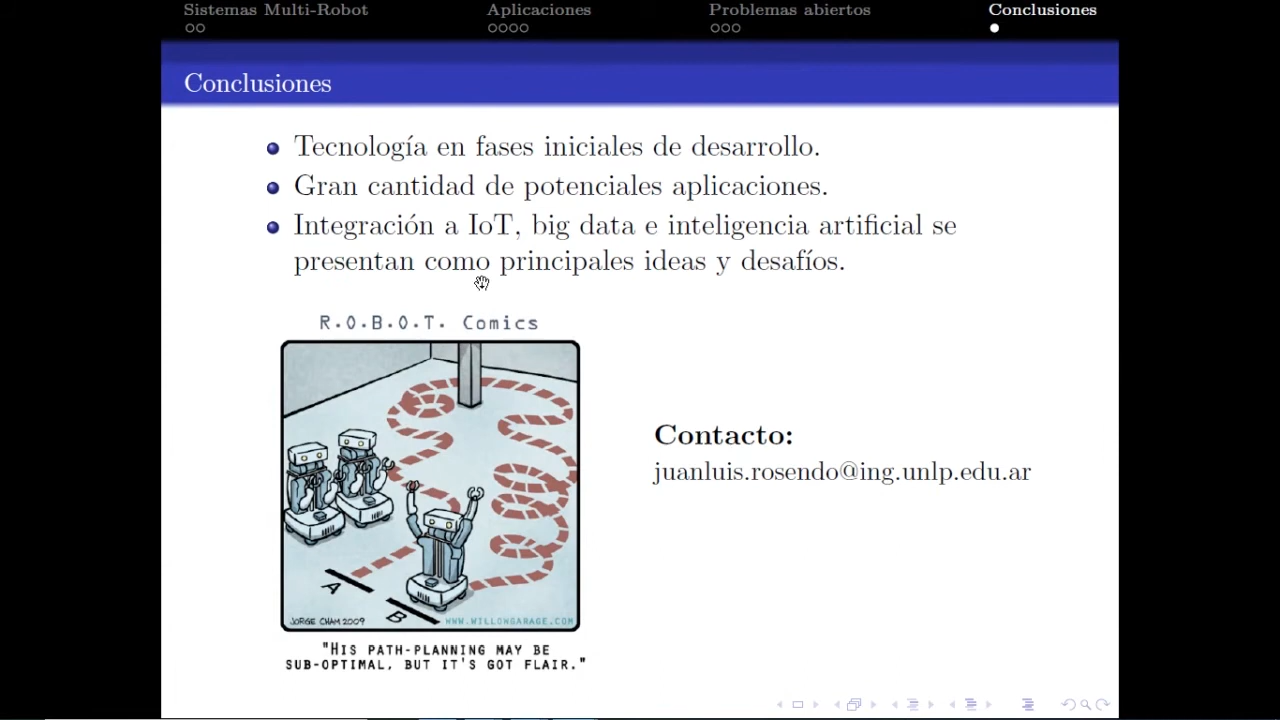 Sistemas Multi-Robot Aplicaciones Problemas abiertos Conclusiones
Conclusiones
Tecnología en fases iniciales de desarrollo.
Gran cantidad de potenciales aplicaciones.
Integración a IoT, big data e inteligencia artificial se
presentan como principales ideas y desafíos.
R.O.B.O.T. Comics
A
B
JORGE CHAM 2009
WWW.WILLOWGARAGE.COM
"HIS PATH-PLANNING MAY BE
SUB-OPTIMAL, BUT IT'S GOT FLAIR."
Contacto:
juanluis.rosendo@ing.unlp.edu.ar